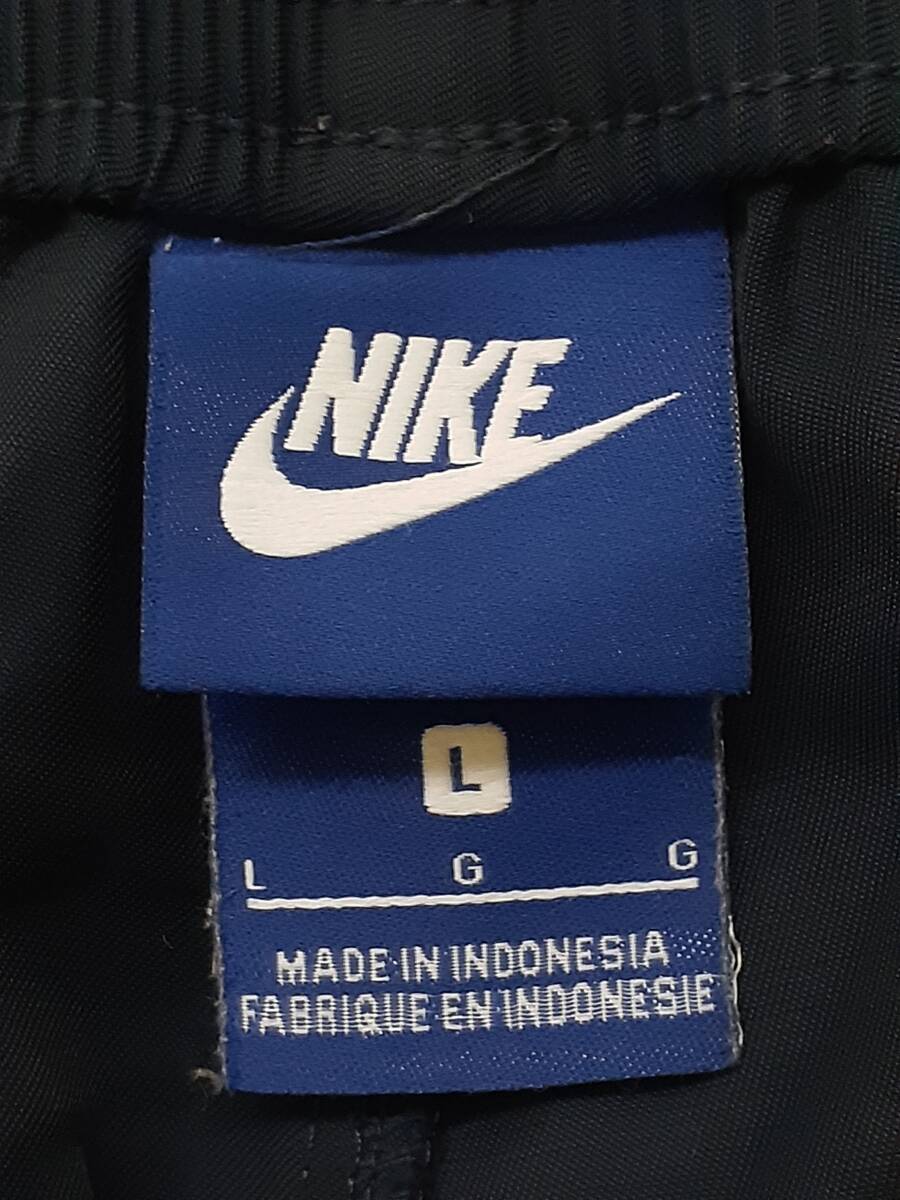 NIKE
L
L G G
MADE IN INDONESIA
FABRIQUE EN INDONESIE